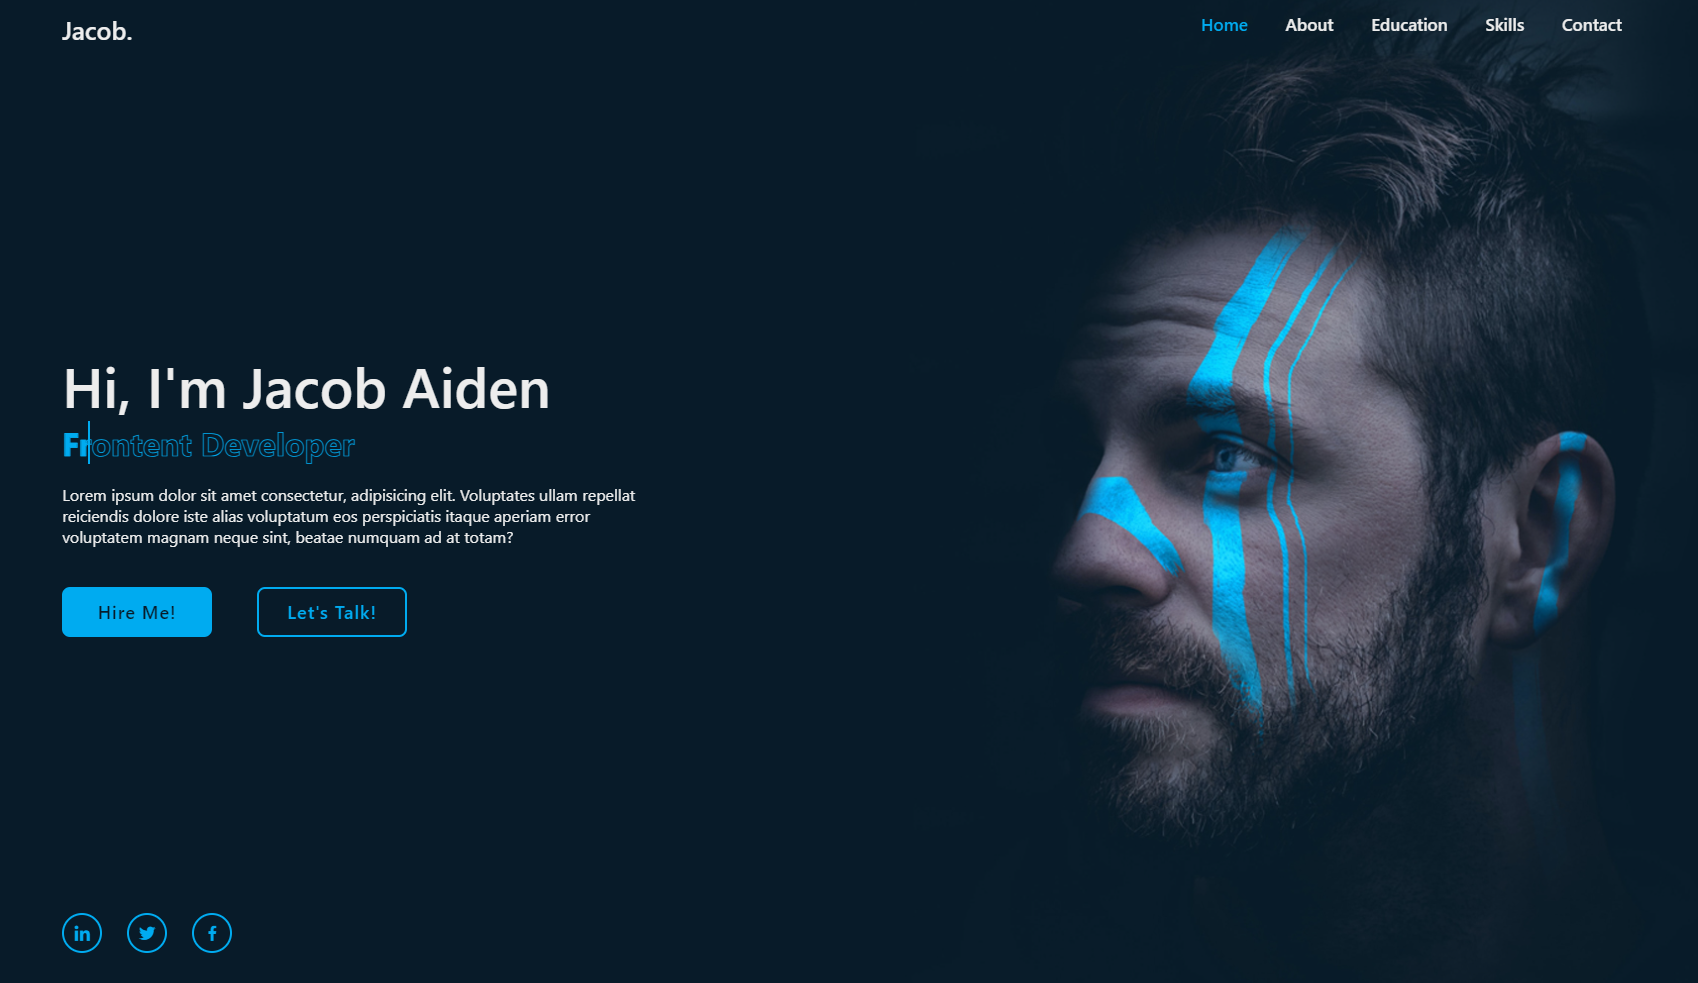 Jacob.
Home About Education Skills Contact
Hi, I'm Jacob Aiden
Frontent Developer
Lorem ipsum dolor sit amet consectetur, adipisicing elit. Voluptates ullam repellat
reiciendis dolore iste alias voluptatum eos perspiciatis itaque aperiam error
voluptatem magnam neque sint, beatae numquam ad at totam?
Hire Me! Let's Talk!